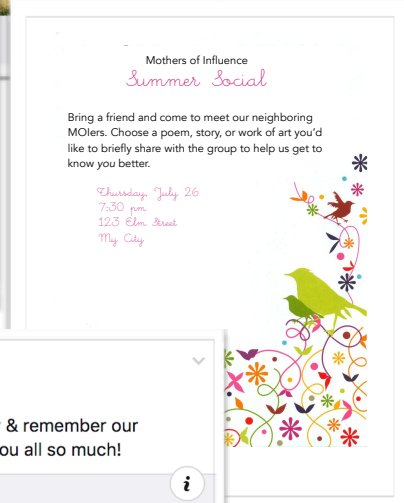 Mothers of Influence
Summer Social
Bring a friend and come to meet our neighboring
MOIers. Choose a poem, story, or work of art you'd
like to briefly share with the group to help us get to
know you better.
Thursday, July 26
7:30 pm
123 Elm Street
My City
& remember our
ou all so much!
i